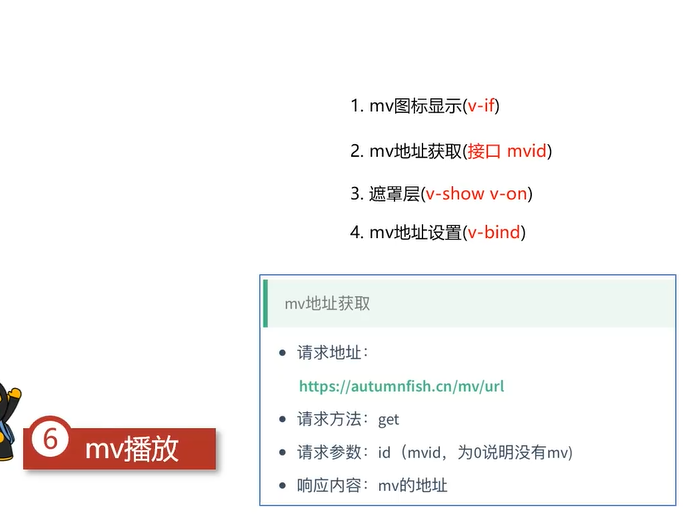 1. mv图标显示(v-if)
2. mv地址获取(接口 mvid)
3. 遮罩层(v-show v-on)
4. mv地址设置(v-bind)
mv地址获取
请求地址：
https://autumnfish.cn/mv/url
请求方法：get
请求参数：id（mvid，为0说明没有mv)
响应内容：mv的地址
6 mv播放